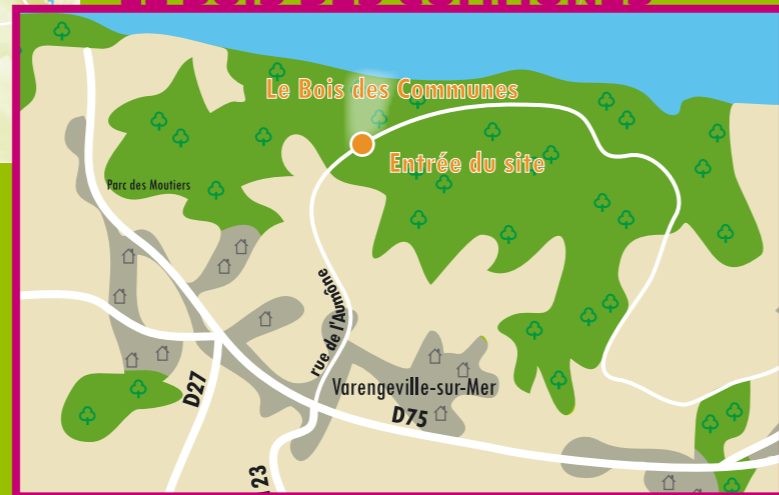 Le Bois des Communes
Entrée du site
Parc des Moutiers
rue de l'Aumône
Varengeville-sur-Mer
D27
D75